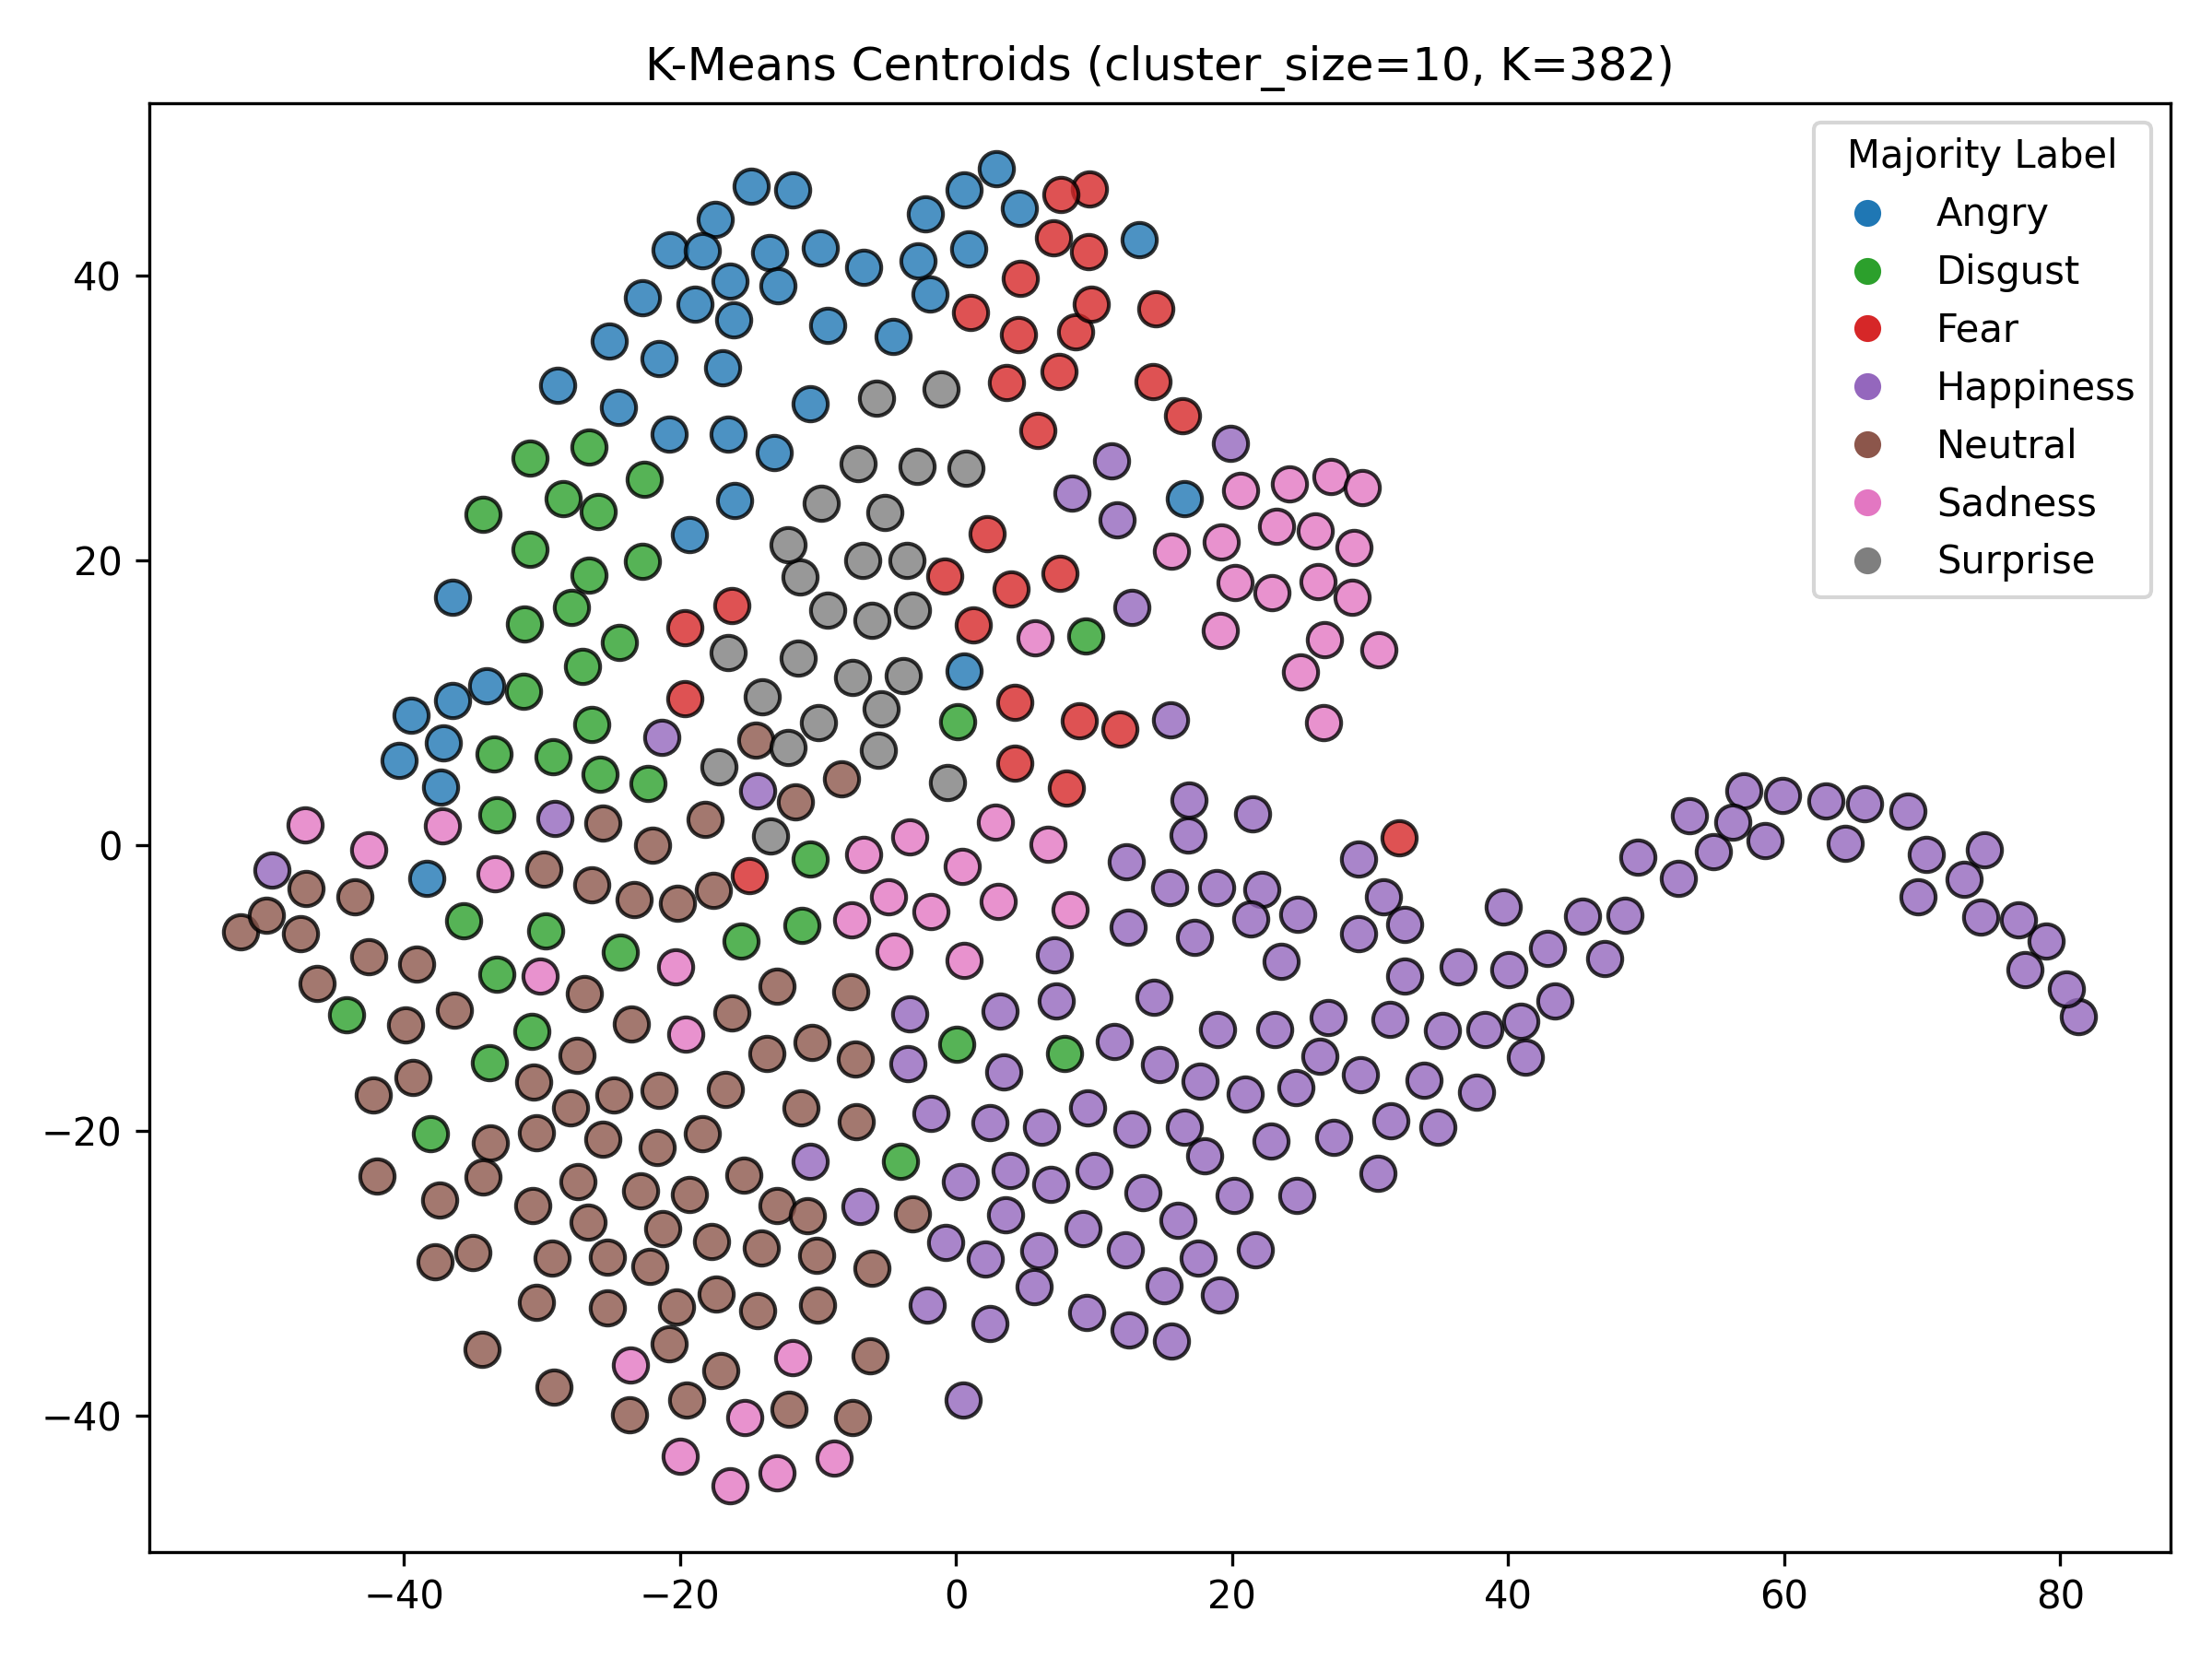 K-Means Centroids (cluster_size=10, K=382)
Majority Label
Angry
Disgust
Fear
Happiness
Neutral
Sadness
Surprise
40
20
0
−20
−40
−40 −20 0 20 40 60 80